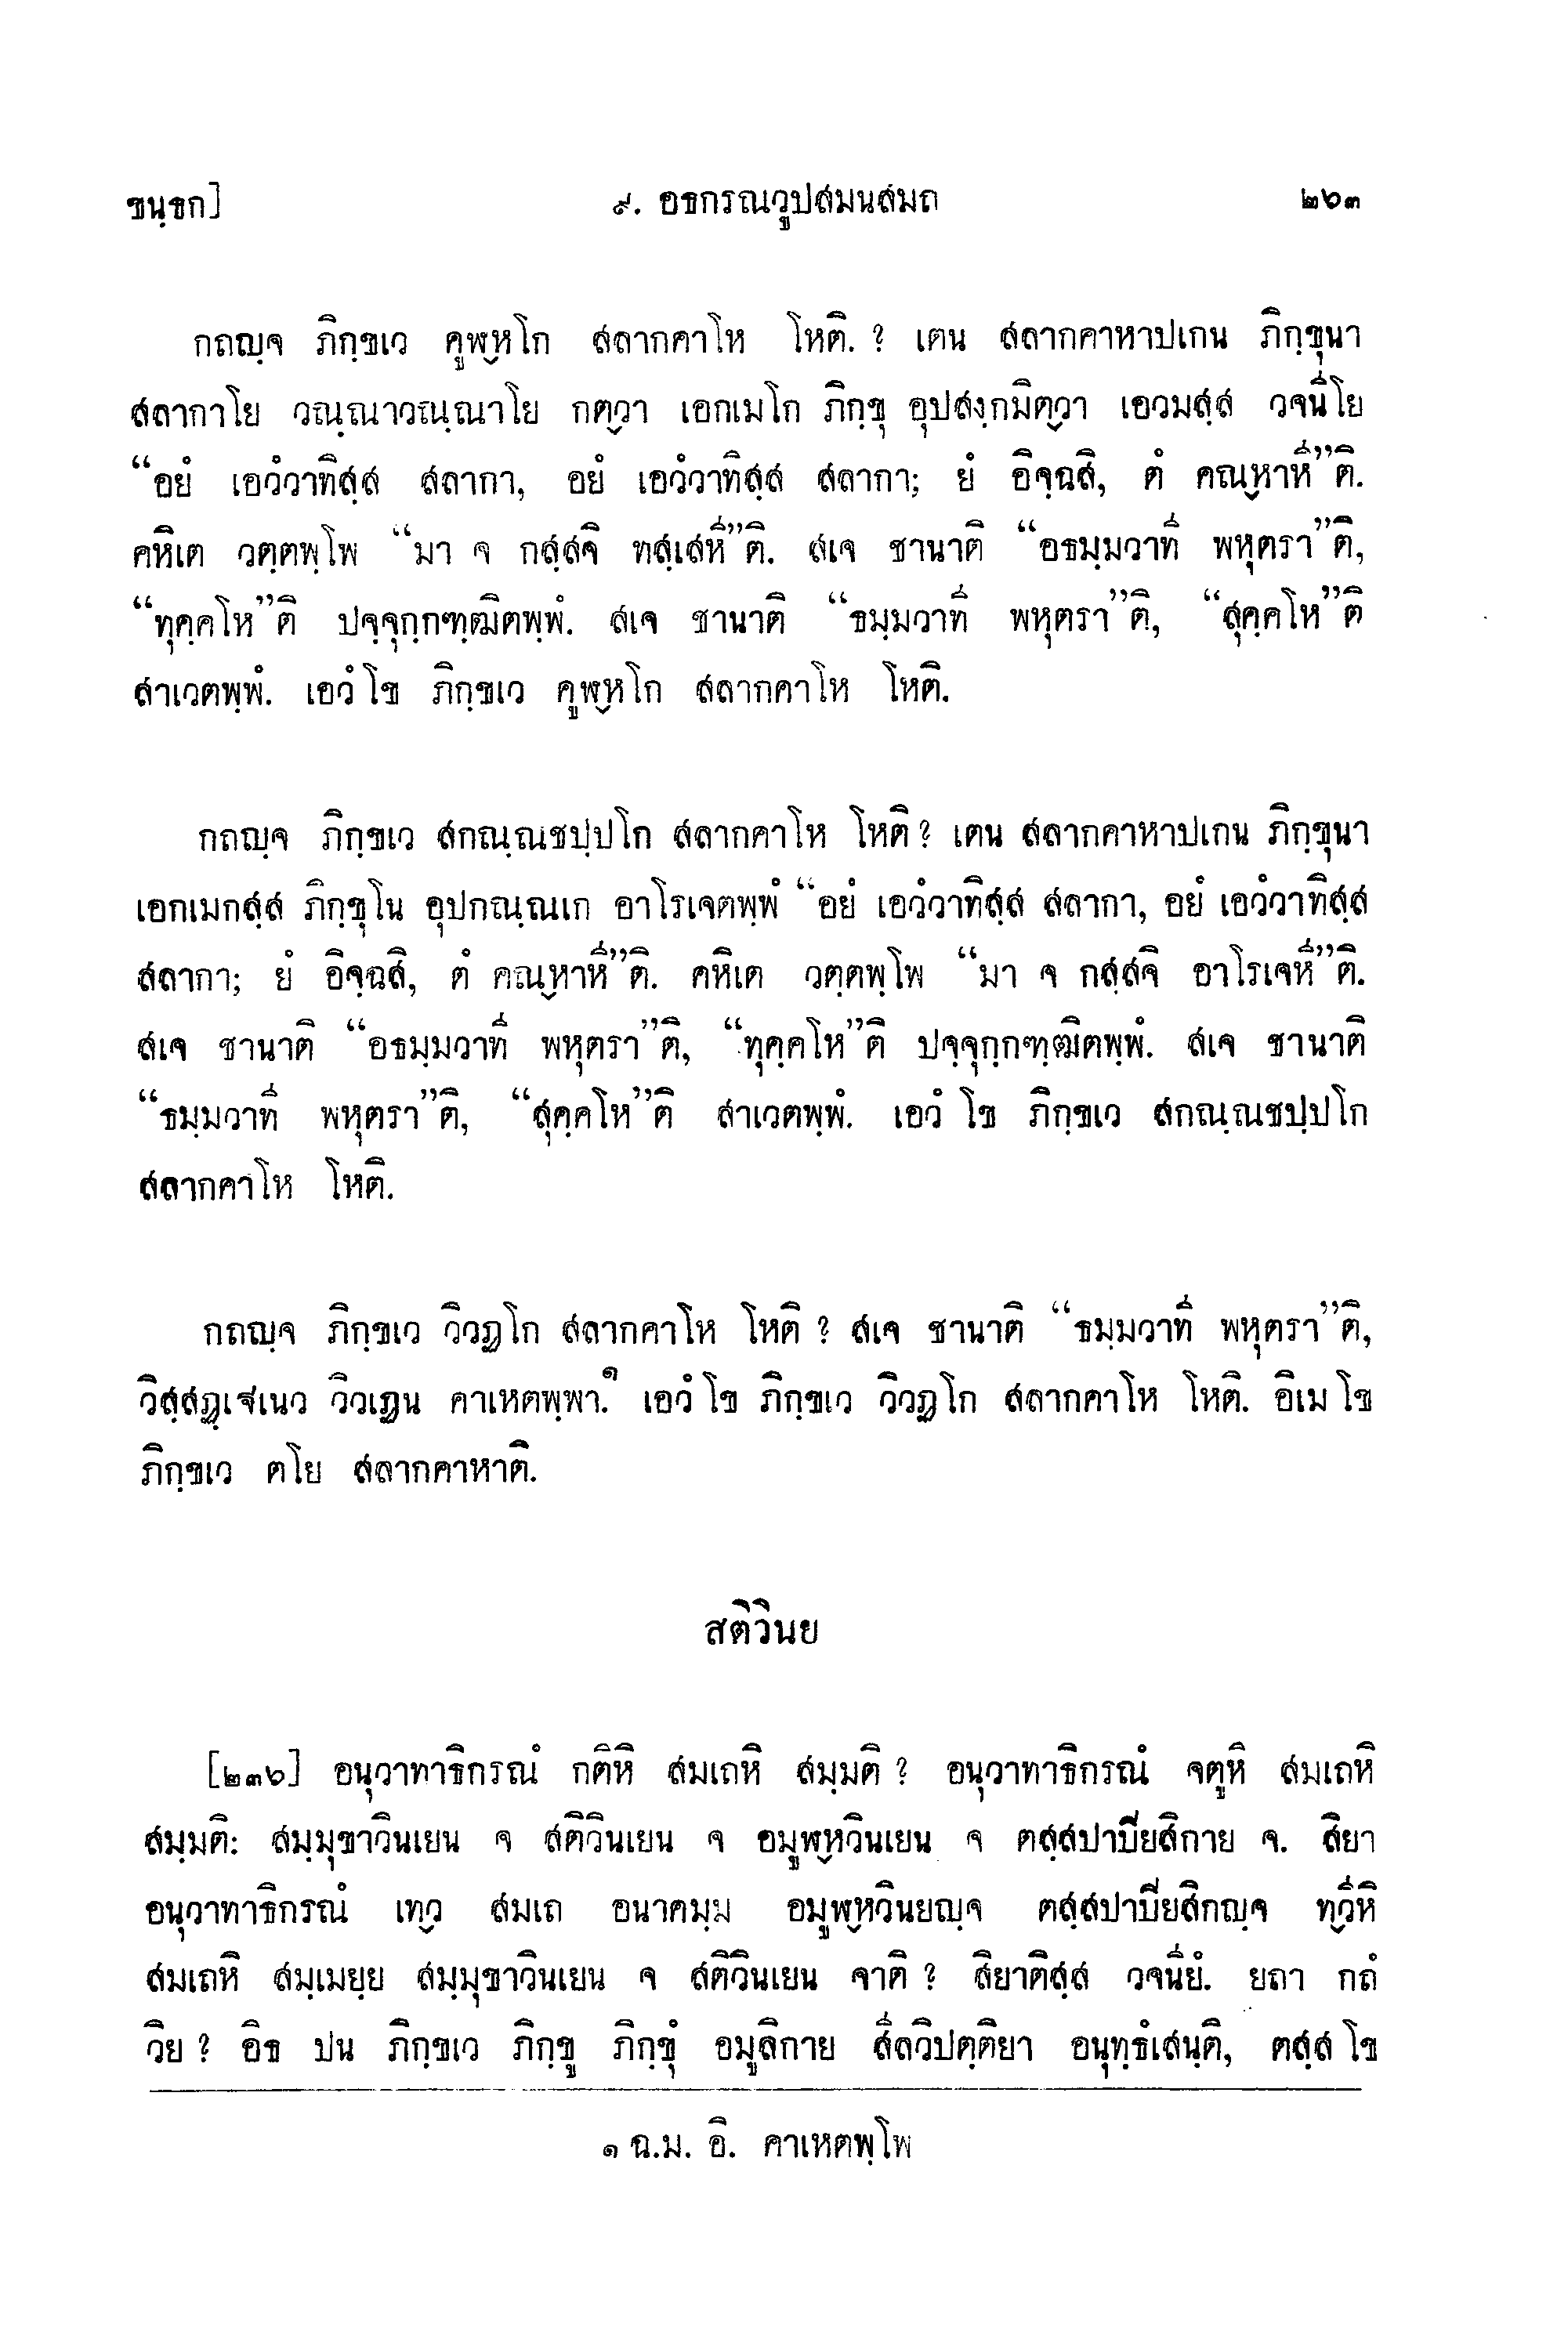 ขนฺธก]
๙. อธกรณวูปสมนสมถ
๒๖๓
กถญฺจ ภิกฺขเว คูฬฺหโก สลากคาโห โหติ. ? เตน สลากคาหาปเกน ภิกฺขุนา
สลากาโย วณฺณาวณฺณาโย กตฺวา เอกเมโก ภิกฺขุ อุปสงฺกมิตฺวา เอวมสฺส วจนีโย
“อยํ เอวํวาทิสฺส สลากา, อยํ เอวํวาทิสฺส สลากา; ยํ อิจฺฉสิ, ตํ คณฺหาหี”ติ.
คหิเต วตฺตพฺโพ “มา จ กสฺสจิ ทสฺเสหี”ติ. สเจ ชานาติ “อธมฺมวาที พหุตรา”ติ,
“ทุคฺคโห”ติ ปจฺจุกฺกฑฺฒิตพฺพํ. สเจ ชานาติ “ธมฺมวาที พหุตรา”ติ, “สุคฺคโห”ติ
สาเวตพฺพํ. เอวํ โข ภิกฺขเว คูฬฺหโก สลากคาโห โหติ.
กถญฺจ ภิกฺขเว สกณฺณชปฺปโก สลากคาโห โหติ ? เตน สลากคาหาปเกน ภิกฺขุนา
เอกเมกสฺส ภิกฺขุโน อุปกณฺณเก อาโรเจตพฺพํ “อยํ เอวํวาทิสฺส สลากา, อยํ เอวํวาทิสฺส
สลากา; ยํ อิจฺฉสิ, ตํ คณฺหาหี”ติ. คหิเต วตฺตพฺโพ “มา จ กสฺสจิ อาโรเจหี”ติ.
สเจ ชานาติ “อธมฺมวาที พหุตรา”ติ, “ทุคฺคโห”ติ ปจฺจุกฺกฑฺฒิตพฺพํ. สเจ ชานาติ
“ธมฺมวาที พหุตรา”ติ, “สุคฺคโห”ติ สาเวตพฺพํ. เอวํ โข ภิกฺขเว สกณฺณชปฺปโก
สลากคาโห โหติ.
กถญฺจ ภิกฺขเว วิวฏโก สลากคาโห โหติ ? สเจ ชานาติ “ธมฺมวาที พหุตรา”ติ,
วิสฺสฏฺเฐเนว วิวเฏน คาเหตพฺพา.๑ เอวํ โข ภิกฺขเว วิวฏโก สลากคาโห โหติ. อิเม โข
ภิกฺขเว ตโย สลากคาหาติ.
สติวินย
[๒๓๖] อนุวาทาธิกรณํ กติหิ สมเถหิ สมฺมติ ? อนุวาทาธิกรณํ จตูหิ สมเถหิ
สมฺมติ: สมฺมุขาวินเยน จ สติวินเยน จ อมูฬฺหวินเยน จ ตสฺสปาปิยสิกาย จ. สิยา
อนุวาทาธิกรณํ เทฺว สมเถ อนาคมฺม อมูฬฺหวินยญฺจ ตสฺสปาปิยสิกญฺจ ทฺวีหิ
สมเถหิ สมฺเมยฺย สมฺมุขาวินเยน จ สติวินเยน จาติ ? สิยาติสฺส วจนียํ. ยถา กถํ
วิย ? อิธ ปน ภิกฺขเว ภิกฺขู ภิกฺขุํ อมูลิกาย สีลวิปตฺติยา อนุทฺธํเสนฺติ, ตสฺส โข
๑ ฉ.ม. อิ. คาเหตพฺโพ